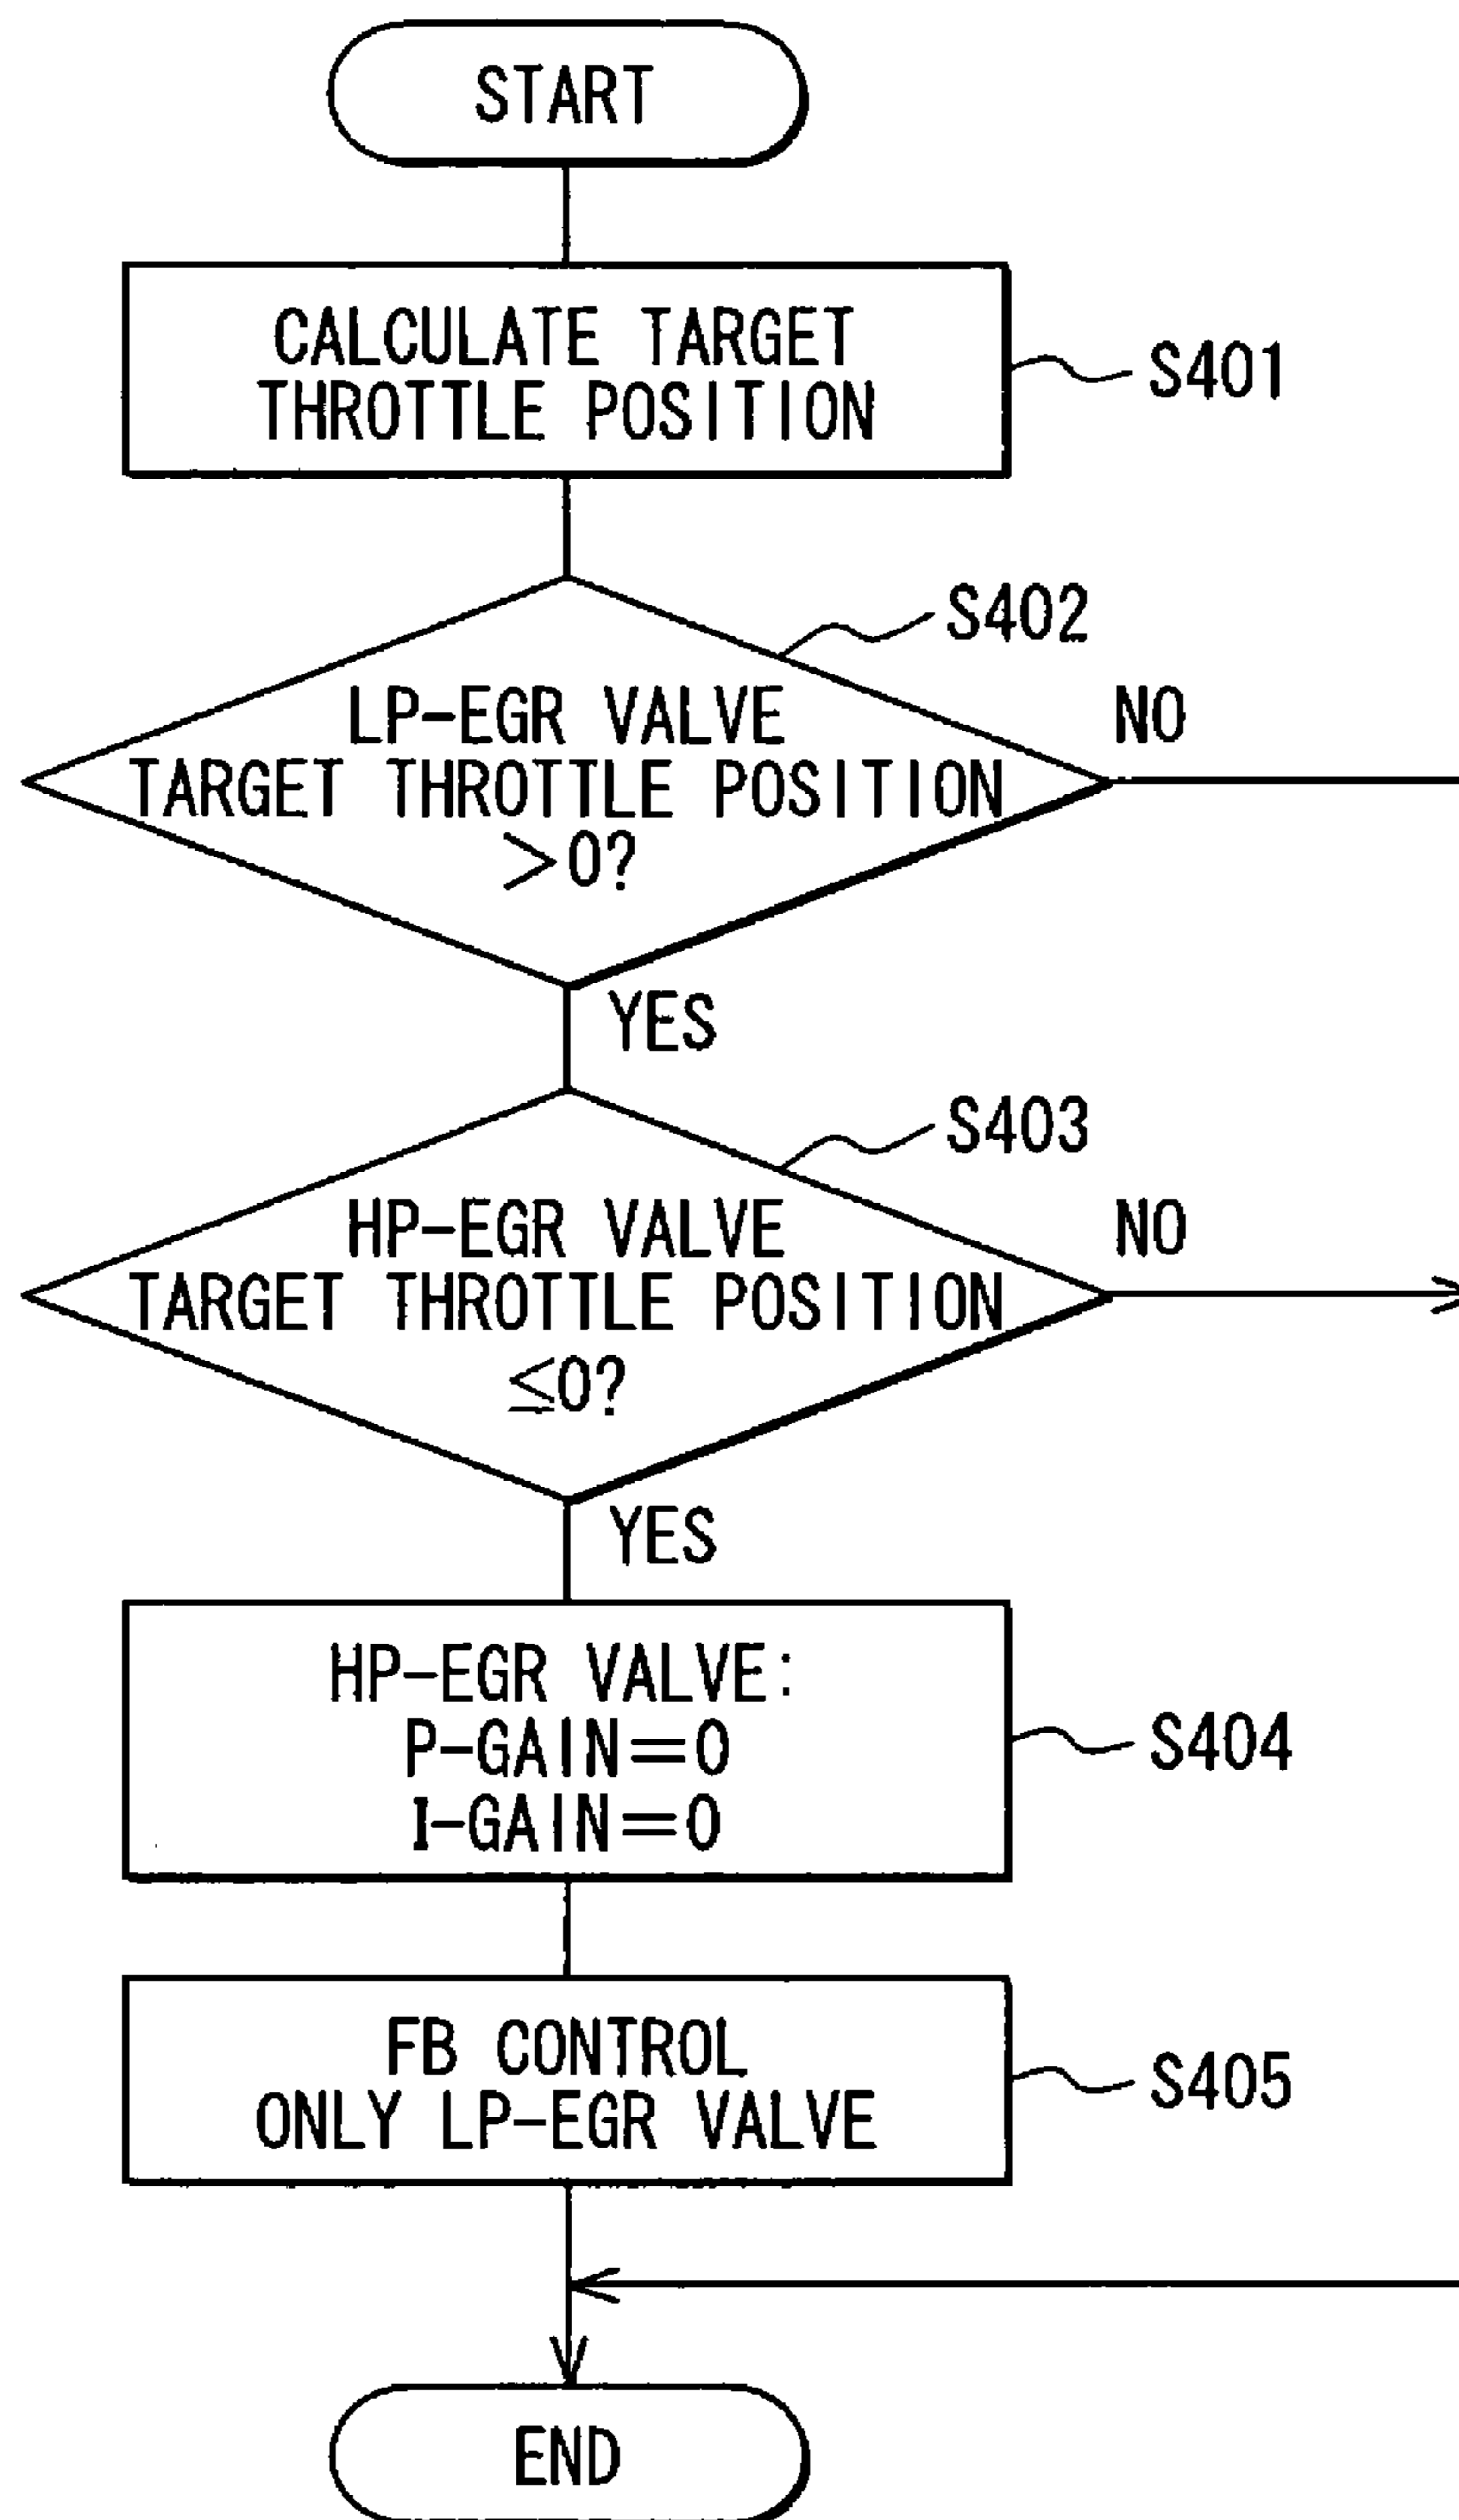 START
CALCULATE TARGET
THROTTLE POSITION
S401
S402
LP-EGR VALVE
TARGET THROTTLE POSITION
>0?
NO
YES
S403
HP-EGR VALVE
TARGET THROTTLE POSITION
≤0?
NO
YES
HP-EGR VALVE:
P-GAIN=0
I-GAIN=0
S404
FB CONTROL
ONLY LP-EGR VALVE
S405
END